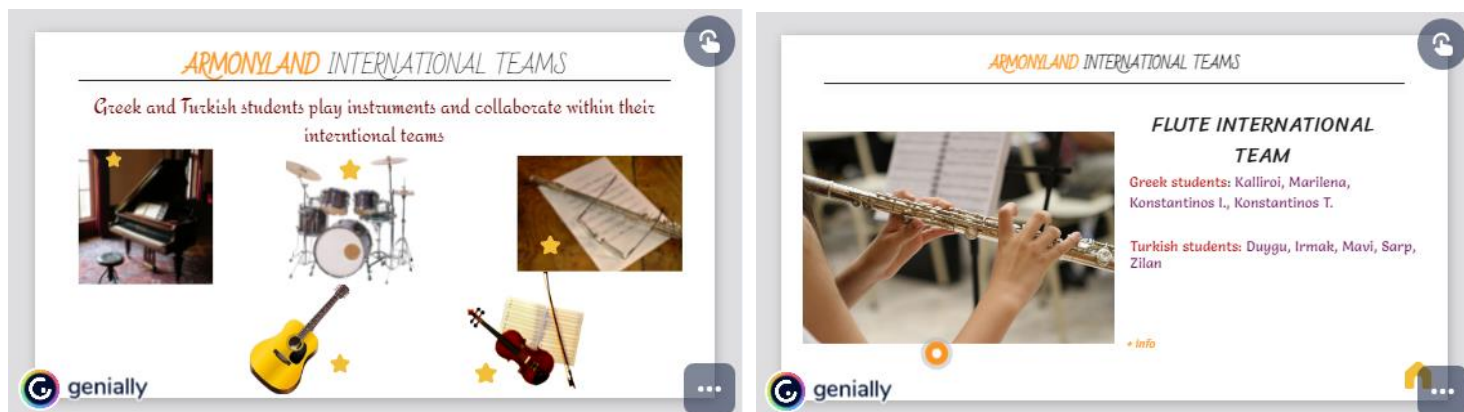 ARMONYLAND INTERNATIONAL TEAMS
Greek and Turkish students play instruments and collaborate within their
interntional teams
genially
ARMONYLAND INTERNATIONAL TEAMS
FLUTE INTERNATIONAL
TEAM
Greek students: Kalliroi, Marilena,
Konstantinos I., Konstantinos T.
Turkish students: Duygu, Irmak, Mavi, Sarp,
Zilan
+ info
genially